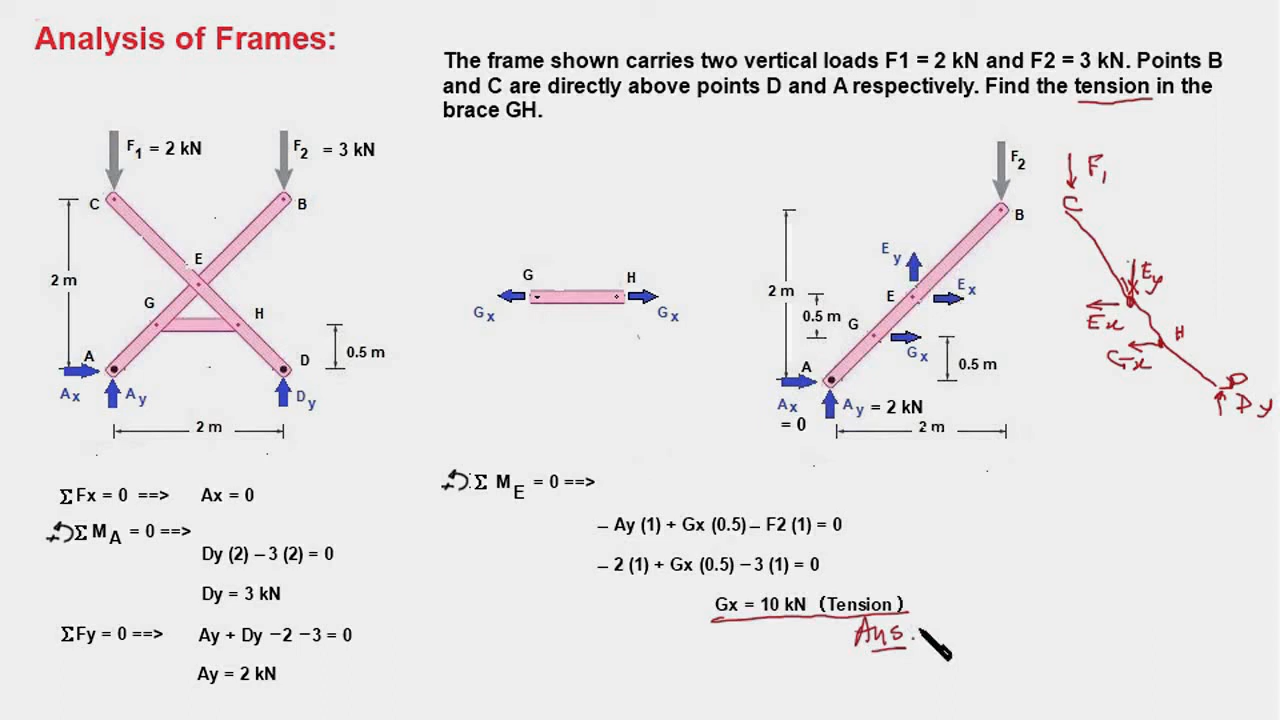 Analysis of Frames:
The frame shown carries two vertical loads F1 = 2 kN and F2 = 3 kN. Points B
and C are directly above points D and A respectively. Find the tension in the
brace GH.
F1 = 2 kN
F2 = 3 kN
C
B
E
2 m
G
H
A
D
0.5 m
Ax
Ay
Dy
2 m
G
H
Gx
Gx
F2
B
Ey
E
Ex
2 m
0.5 m
G
Gx
0.5 m
A
Ax
= 0
Ay = 2 kN
2 m
F1
C
Ey
Ex
H
Gx
D
Dy
Σ Fx = 0 ==> Ax = 0
Σ MA = 0 ==>
Dy (2) – 3 (2) = 0
Dy = 3 kN
Σ Fy = 0 ==> Ay + Dy – 2 – 3 = 0
Ay = 2 kN
Σ ME = 0 ==>
– Ay (1) + Gx (0.5) – F2 (1) = 0
– 2 (1) + Gx (0.5) – 3 (1) = 0
Gx = 10 kN (Tension)
Ans.